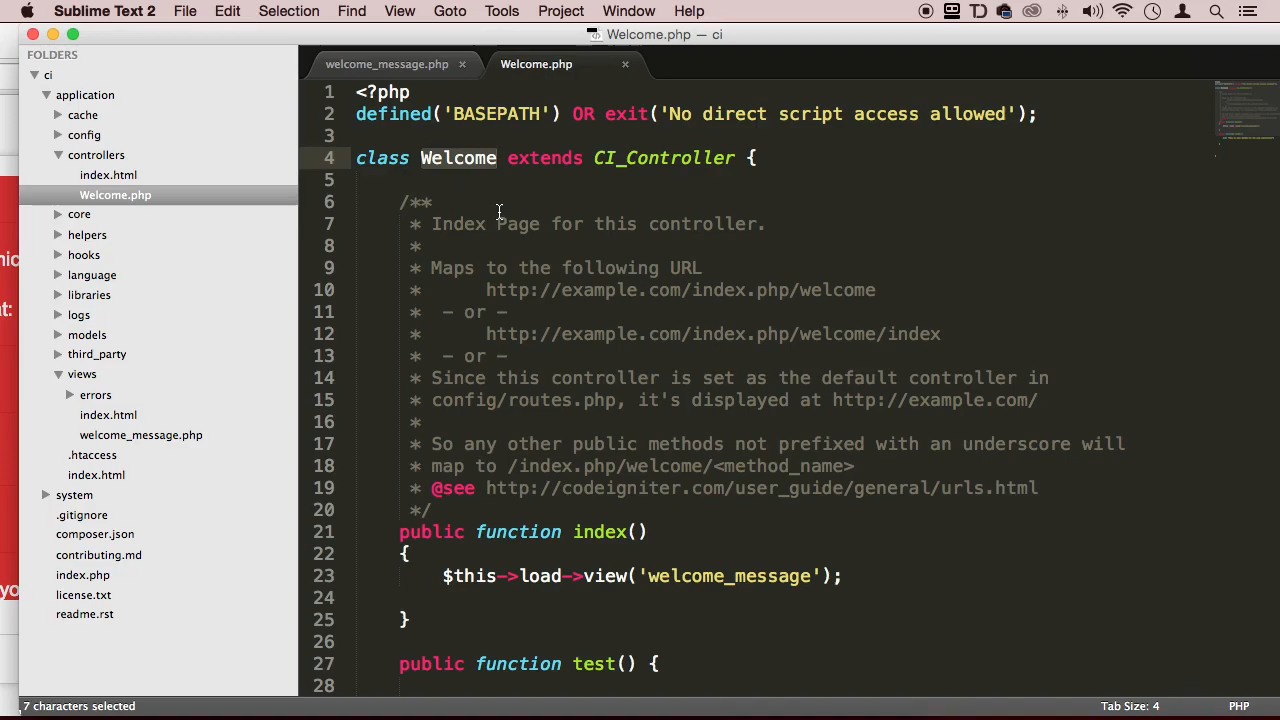 Sublime Text 2 File Edit Selection Find View Goto Tools Project Window Help
Welcome.php — ci
FOLDERS
ci
application
cache
config
controllers
index.html
Welcome.php
core
helpers
hooks
language
libraries
logs
models
third_party
views
errors
index.html
welcome_message.php
.htaccess
index.html
system
.gitignore
composer.json
contributing.md
index.php
license.txt
readme.rst
welcome_message.php × Welcome.php ×
1 <?php
2 defined('BASEPATH') OR exit('No direct script access allowed');
3
4 class Welcome extends CI_Controller {
5
6 /**
7 * Index Page for this controller.
8 *
9 * Maps to the following URL
10 * http://example.com/index.php/welcome
11 * - or -
12 * http://example.com/index.php/welcome/index
13 * - or -
14 * Since this controller is set as the default controller in
15 * config/routes.php, it's displayed at http://example.com/
16 *
17 * So any other public methods not prefixed with an underscore will
18 * map to /index.php/welcome/<method_name>
19 * @see http://codeigniter.com/user_guide/general/urls.html
20 */
21 public function index()
22 {
23 $this->load->view('welcome_message');
24
25 }
26
27 public function test() {
28
7 characters selected
Tab Size: 4 PHP